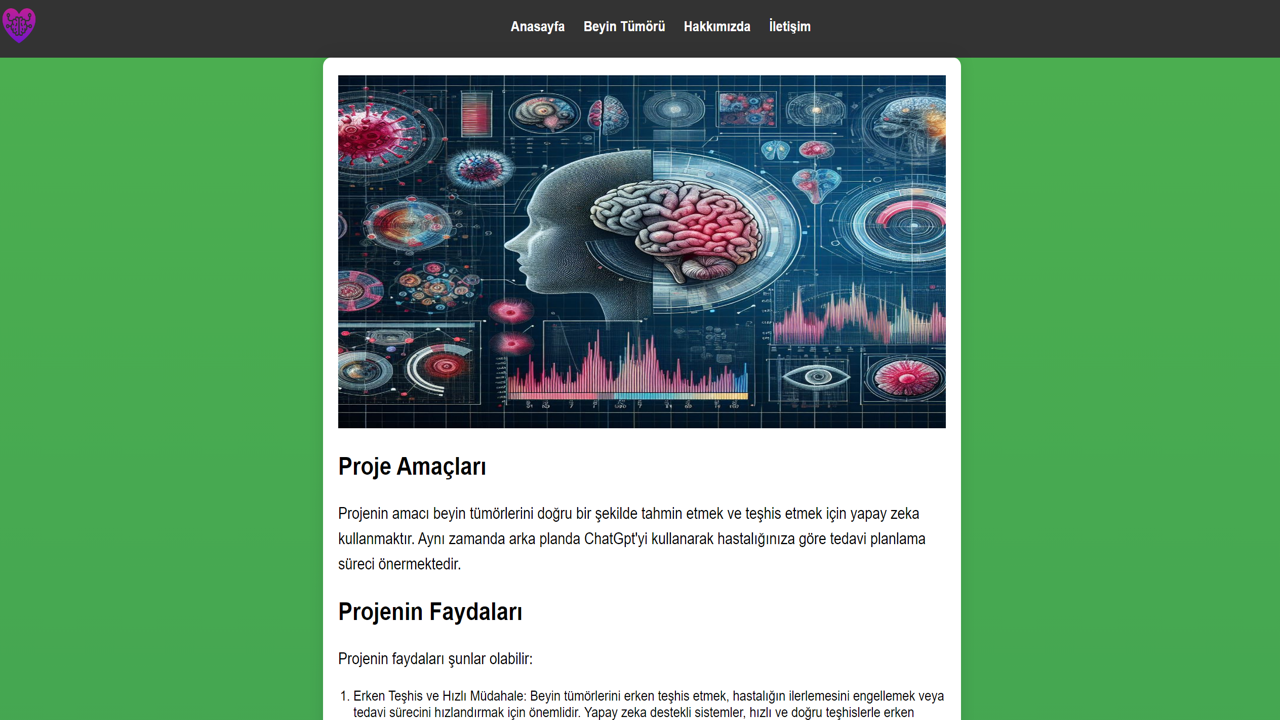 Anasayfa Beyin Tümörü Hakkımızda İletişim
Proje Amaçları
Projenin amacı beyin tümörlerini doğru bir şekilde tahmin etmek ve teşhis etmek için yapay zeka
kullanmaktır. Aynı zamanda arka planda ChatGpt'yi kullanarak hastalığınıza göre tedavi planlama
süreci önermektedir.
Projenin Faydaları
Projenin faydaları şunlar olabilir:
1. Erken Teşhis ve Hızlı Müdahale: Beyin tümörlerini erken teşhis etmek, hastalığın ilerlemesini engellemek veya
tedavi sürecini hızlandırmak için önemlidir. Yapay zeka destekli sistemler, hızlı ve doğru teşhislerle erken